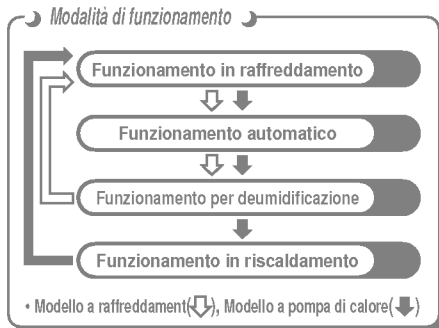 Modalità di funzionamento
Funzionamento in raffreddamento
Funzionamento automatico
Funzionamento per deumidificazione
Funzionamento in riscaldamento
• Modello a raffreddament(), Modello a pompa di calore()